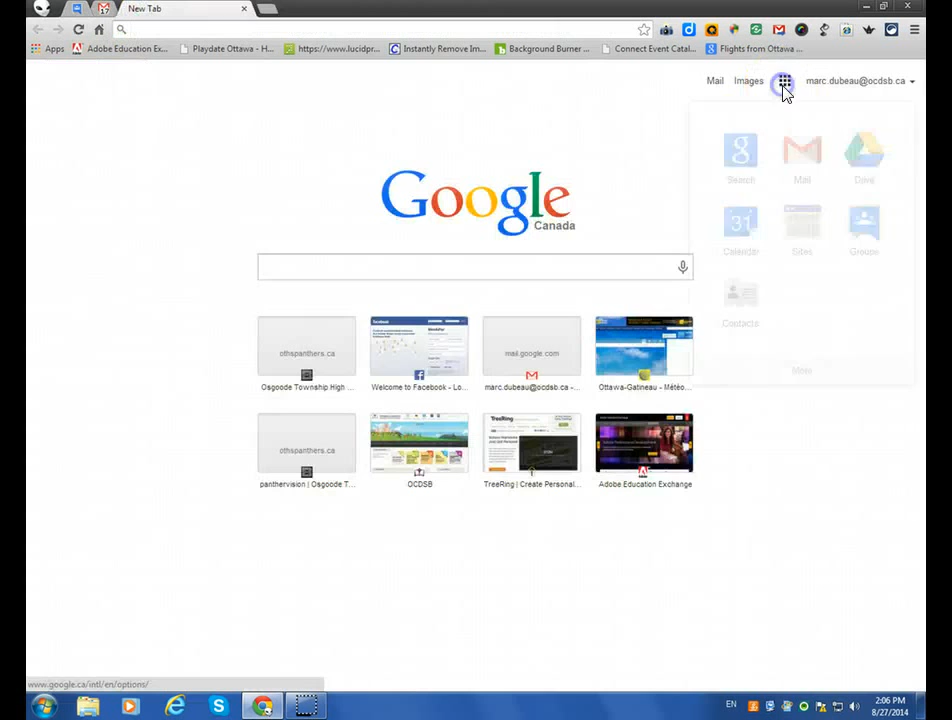 17
New Tab
Apps
Adobe Education Ex...
Playdate Ottawa - H...
https://www.lucidpr...
Instantly Remove Im...
Background Burner ...
Connect Event Catal...
Flights from Ottawa ...
Mail
Images
marc.dubeau@ocdsb.ca
Search
Mail
Drive
31
Calendar
Sites
Groups
Contacts
More
Google
Canada
othspanthers.ca
Osgoode Township High ...
Welcome to Facebook - Lo...
mail.google.com
marc.dubeau@ocdsb.ca -...
Ottawa-Gatineau - Météo...
othspanthers.ca
panthervision | Osgoode T...
OCDSB
TreeRing
TreeRing | Create Personal...
Adobe Education Exchange
www.google.ca/intl/en/options/
EN
2:06 PM
8/27/2014